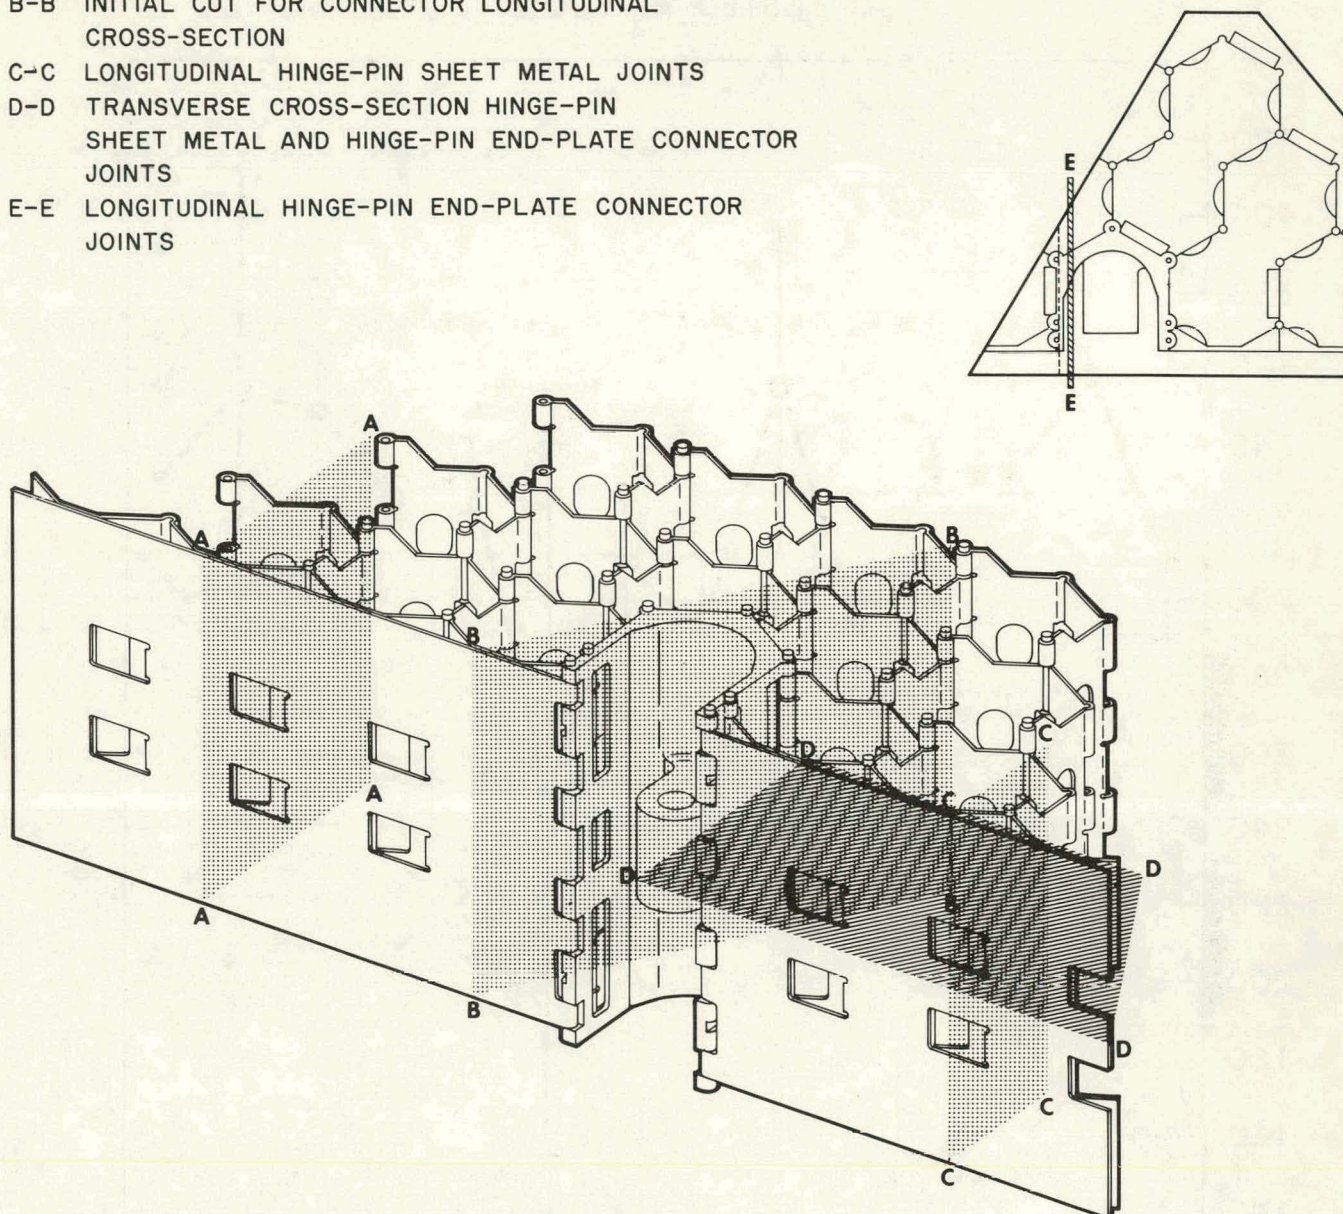 B-B INITIAL CUT FOR CONNECTOR LONGITUDINAL
CROSS-SECTION
C-C LONGITUDINAL HINGE-PIN SHEET METAL JOINTS
D-D TRANSVERSE CROSS-SECTION HINGE-PIN
SHEET METAL AND HINGE-PIN END-PLATE CONNECTOR
JOINTS
E-E LONGITUDINAL HINGE-PIN END-PLATE CONNECTOR
JOINTS
E
E
A
A
B
B
C
D
A
C
D
D
A
B
D
C
C